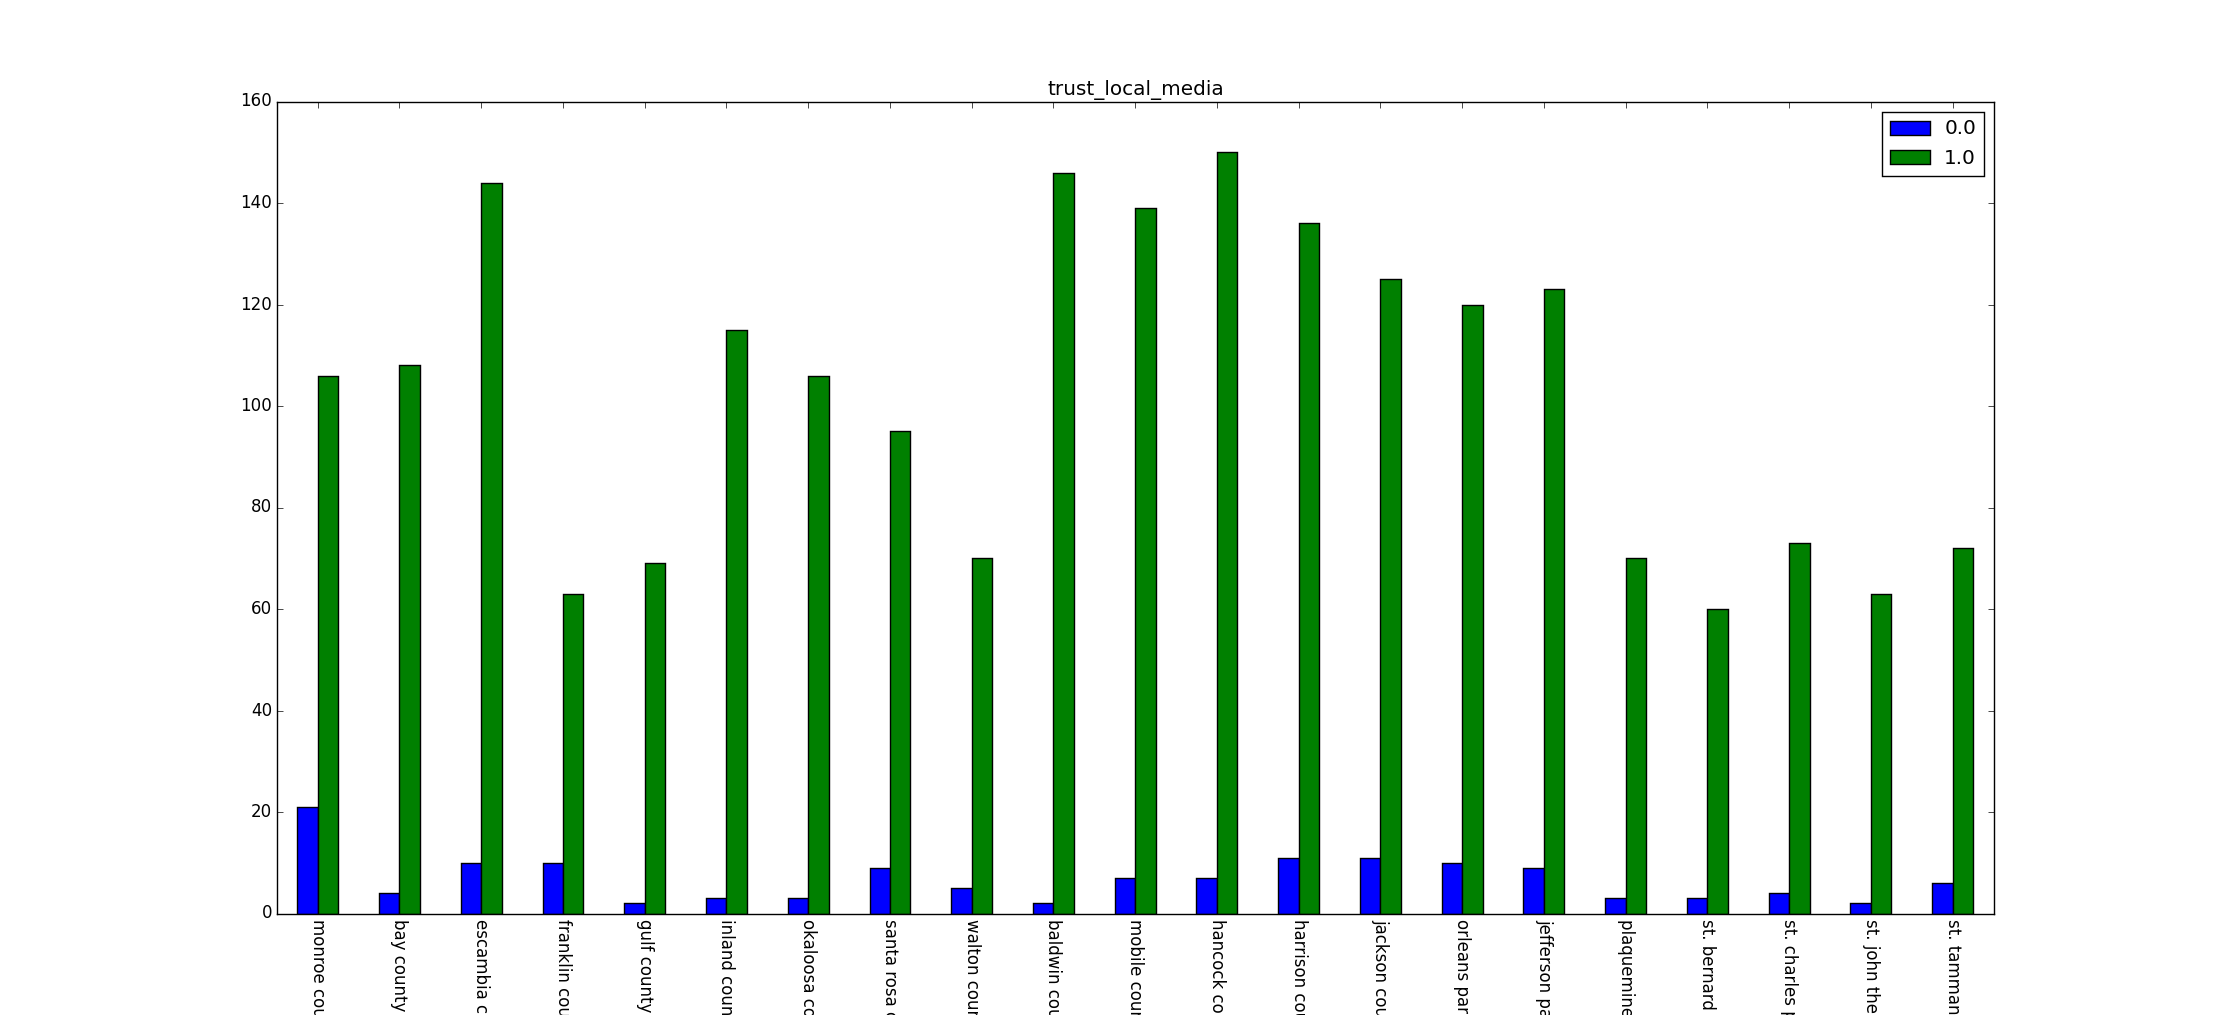 trust_local_media
160
140
120
100
80
60
40
20
0
0.0
1.0
monroe cou
bay county
escambia c
franklin cou
gulf county
inland coun
okaloosa co
santa rosa c
walton coun
baldwin cou
mobile coun
hancock co
harrison cou
jackson cou
orleans par
jefferson pa
plaquemine
st. bernard
st. charles p
st. john the
st. tamman